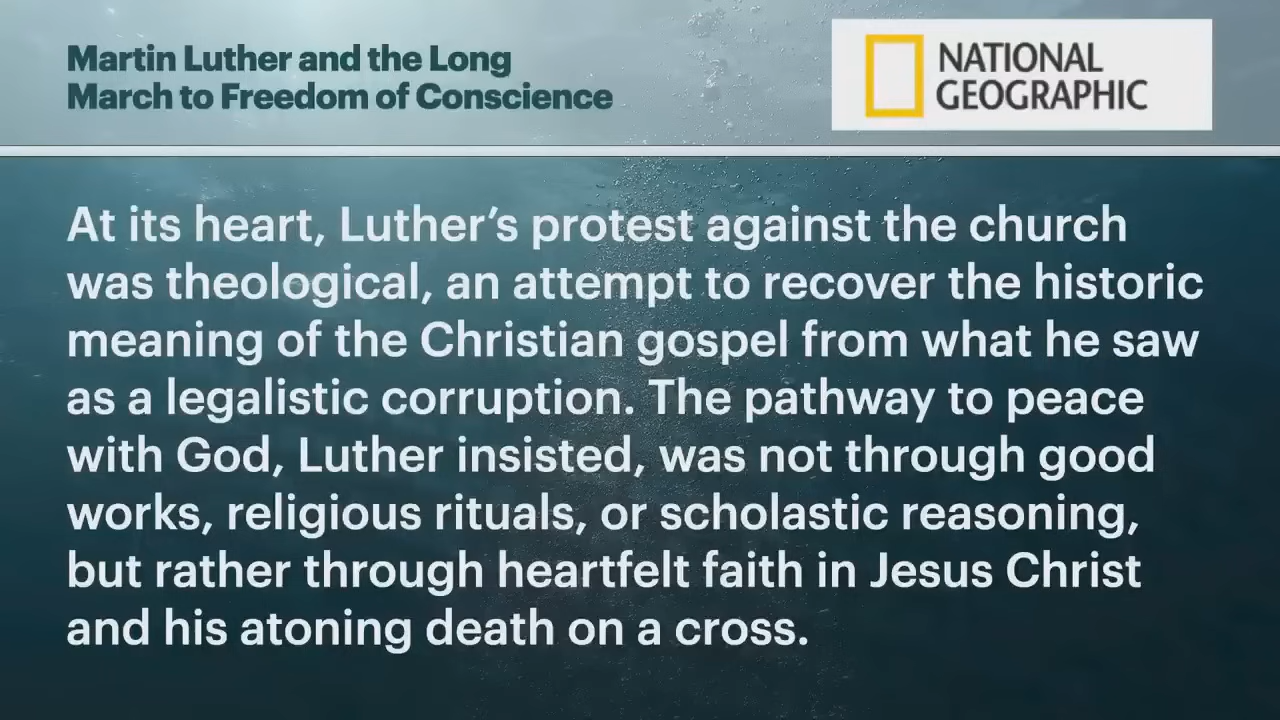 Martin Luther and the Long
March to Freedom of Conscience
NATIONAL
GEOGRAPHIC
At its heart, Luther’s protest against the church
was theological, an attempt to recover the historic
meaning of the Christian gospel from what he saw
as a legalistic corruption. The pathway to peace
with God, Luther insisted, was not through good
works, religious rituals, or scholastic reasoning,
but rather through heartfelt faith in Jesus Christ
and his atoning death on a cross.